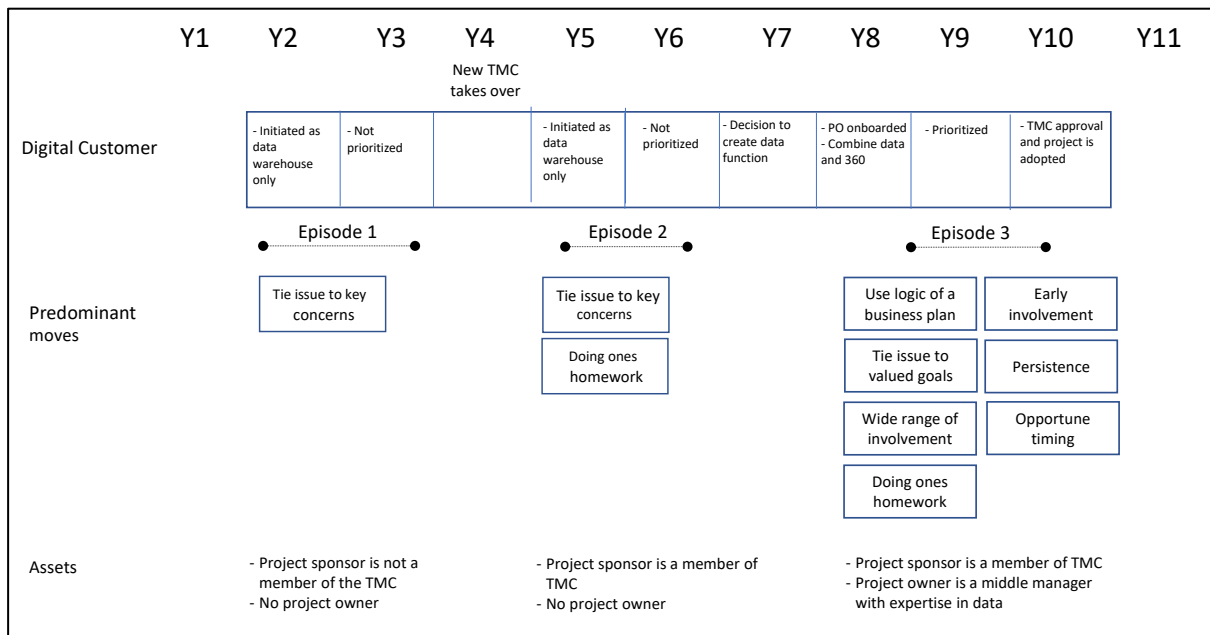 Y1 Y2 Y3 Y4 Y5 Y6 Y7 Y8 Y9 Y10 Y11
New TMC
takes over
Digital Customer
- Initiated as
data
warehouse
only
- Not
prioritized
- Initiated as
data
warehouse
only
- Not
prioritized
- Decision to
create data
function
- PO onboarded
- Combine data
and 360
- Prioritized
- TMC approval
and project is
adopted
Episode 1
Episode 2
Episode 3
Predominant
moves
Tie issue to key
concerns
Tie issue to key
concerns
Doing ones
homework
Use logic of a
business plan
Early
involvement
Tie issue to
valued goals
Persistence
Wide range of
involvement
Opportune
timing
Doing ones
homework
Assets
- Project sponsor is not a
member of the TMC
- No project owner
- Project sponsor is a member of
TMC
- No project owner
- Project sponsor is a member of TMC
- Project owner is a middle manager
with expertise in data